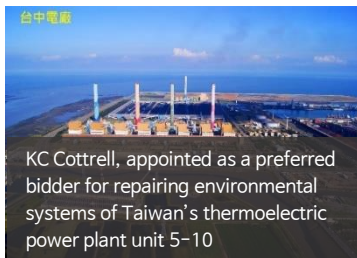 台中電廠
KC Cottrell, appointed as a preferred
bidder for repairing environmental
systems of Taiwan’s thermoelectric
power plant unit 5-10